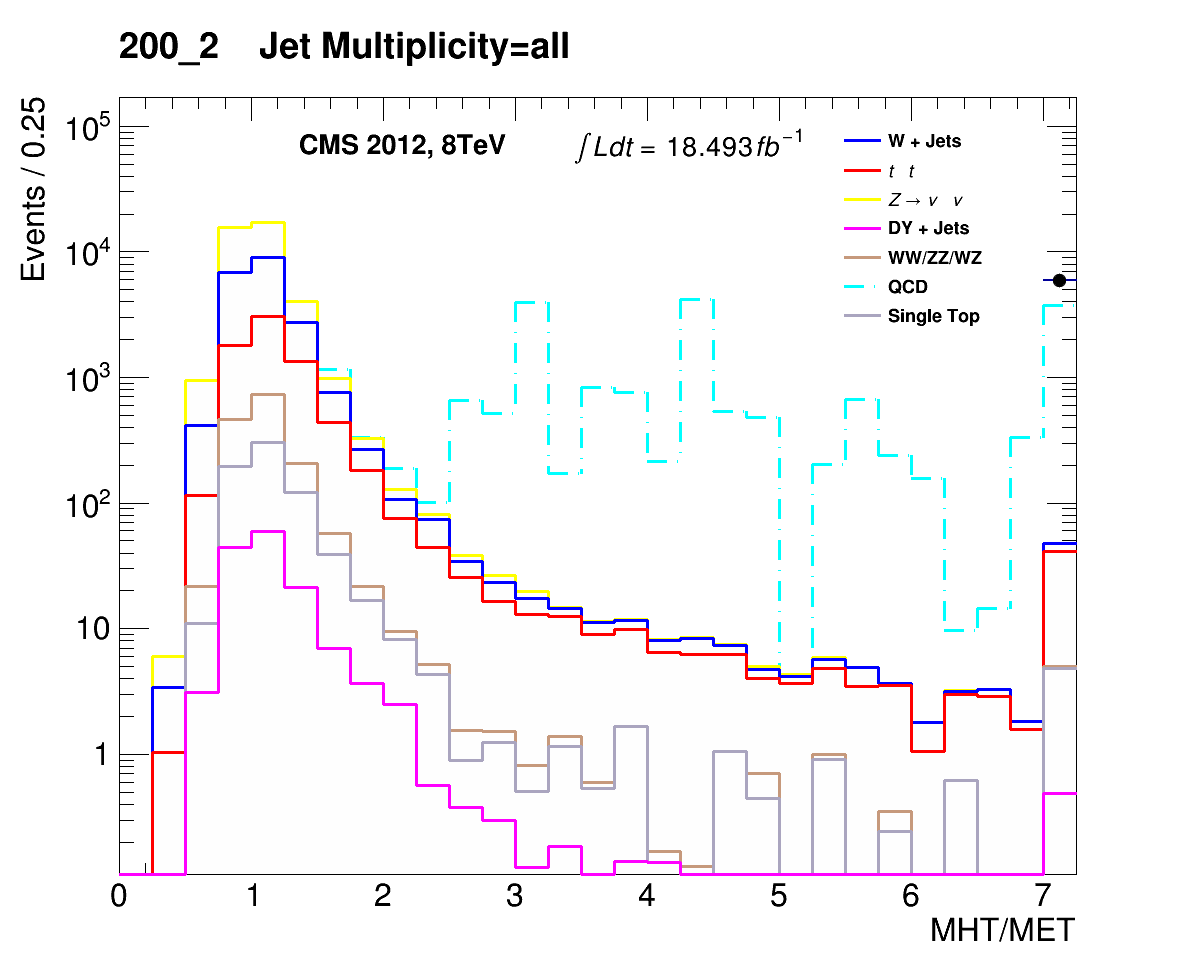 200_2 Jet Multiplicity=all
Events / 0.25
CMS 2012, 8TeV
∫Ldt = 18.493fb⁻¹
W + Jets
t t
Z → ν ν
DY + Jets
WW/ZZ/WZ
QCD
Single Top
10⁵
10⁴
10³
10²
10
1
0 1 2 3 4 5 6 7
MHT/MET